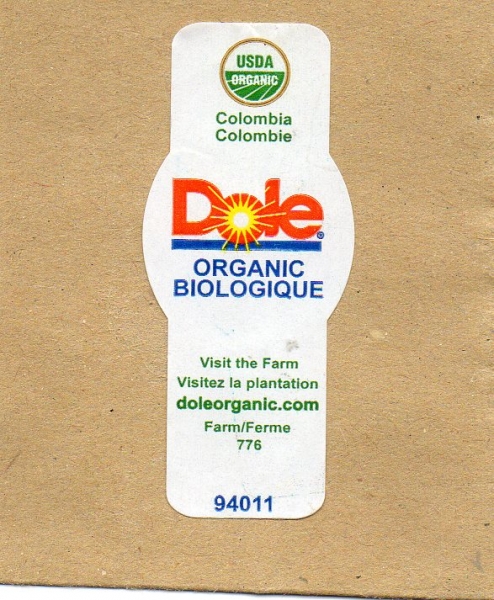 USDA
ORGANIC
Colombia
Colombie
Dole®
ORGANIC
BIOLOGIQUE
Visit the Farm
Visitez la plantation
doleorganic.com
Farm/Ferme
776
94011